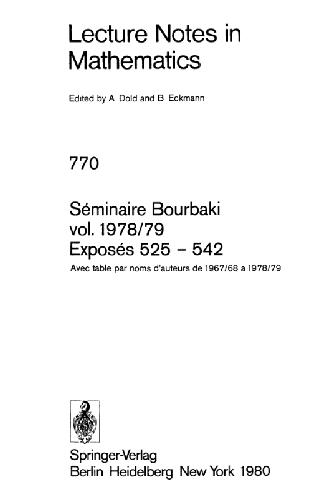 Lecture Notes in
Mathematics
Edited by A. Dold and B. Eckmann
770
Séminaire Bourbaki
vol. 1978/79
Exposés 525 – 542
Avec table par noms d'auteurs de 1967/68 à 1978/79
Springer-Verlag
Berlin Heidelberg New York 1980